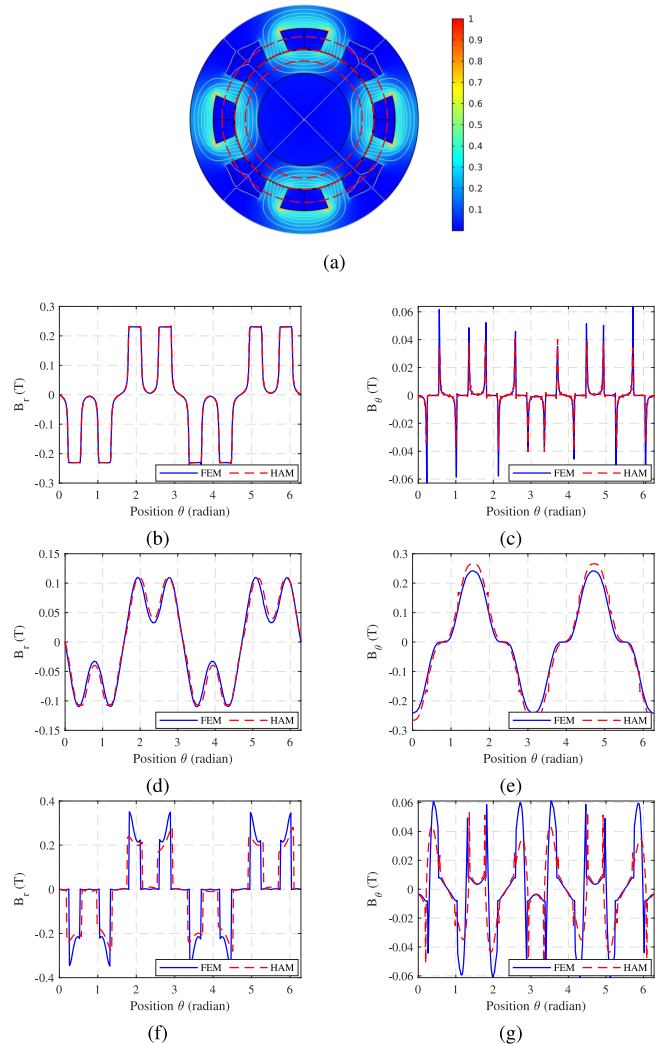 1
0.9
0.8
0.7
0.6
0.5
0.4
0.3
0.2
0.1
(a)
0.3
0.2
0.1
0
-0.1
-0.2
-0.3
B_r (T)
0 1 2 3 4 5 6
Position θ (radian)
FEM HAM
(b)
0.06
0.04
0.02
0
-0.02
-0.04
-0.06
B_θ (T)
0 1 2 3 4 5 6
Position θ (radian)
FEM HAM
(c)
0.15
0.1
0.05
0
-0.05
-0.1
-0.15
B_r (T)
0 1 2 3 4 5 6
Position θ (radian)
FEM HAM
(d)
0.3
0.2
0.1
0
-0.1
-0.2
-0.3
B_θ (T)
0 1 2 3 4 5 6
Position θ (radian)
FEM HAM
(e)
0.4
0.2
0
-0.2
-0.4
B_r (T)
0 1 2 3 4 5 6
Position θ (radian)
FEM HAM
(f)
0.06
0.04
0.02
0
-0.02
-0.04
-0.06
B_θ (T)
0 1 2 3 4 5 6
Position θ (radian)
FEM HAM
(g)